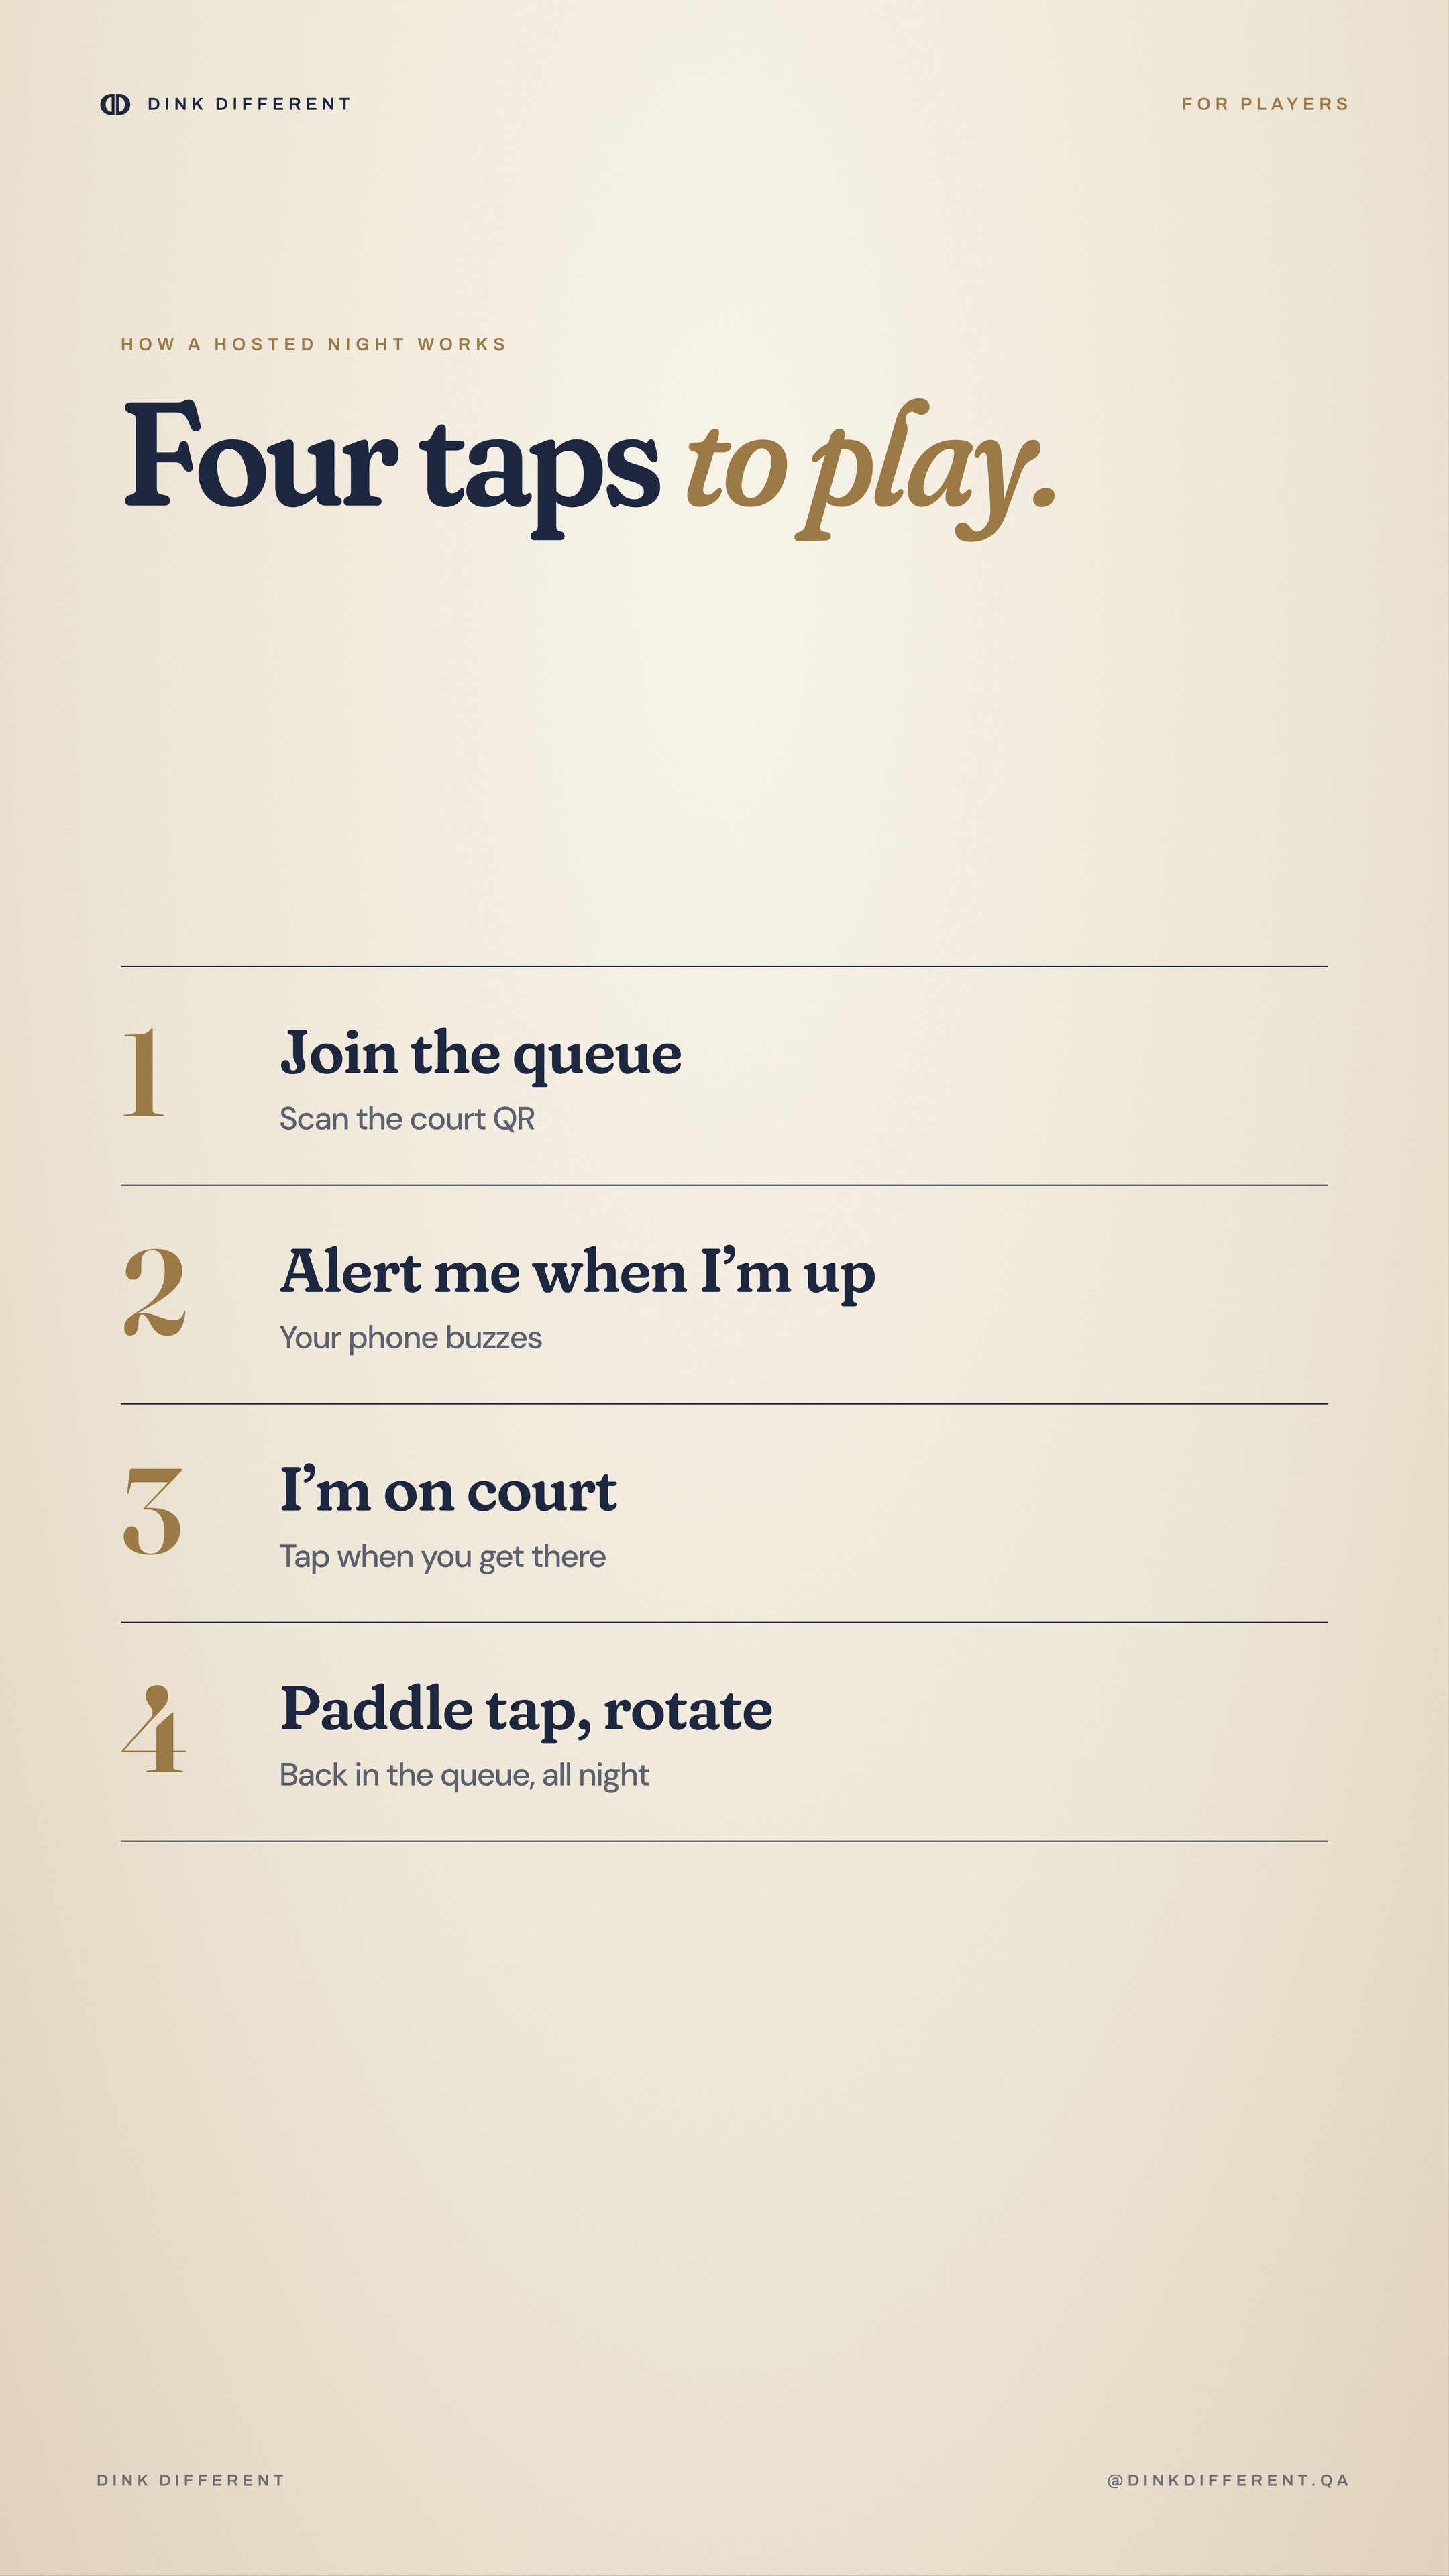 DINK DIFFERENT
FOR PLAYERS
HOW A HOSTED NIGHT WORKS
Four taps to play.
1
Join the queue
Scan the court QR
2
Alert me when I’m up
Your phone buzzes
3
I’m on court
Tap when you get there
4
Paddle tap, rotate
Back in the queue, all night
DINK DIFFERENT
@DINKDIFFERENT.QA